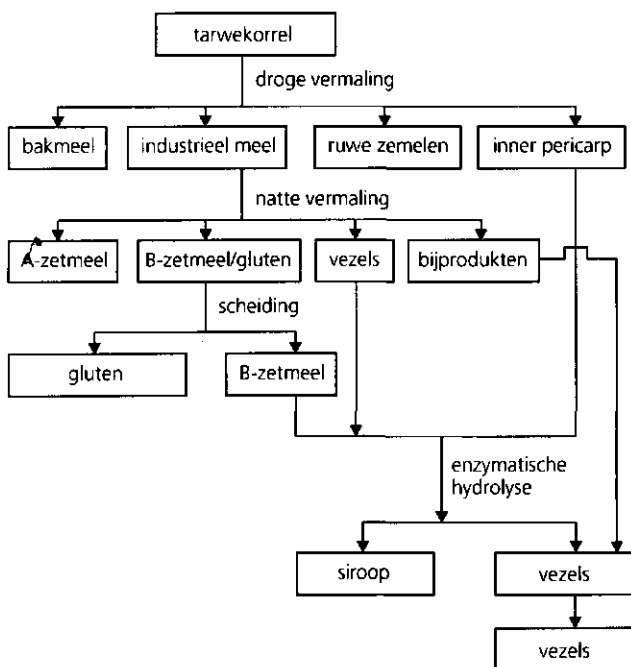 tarwekorrel
droge vermaling
bakmeel
industrieel meel
ruwe zemelen
inner pericarp
natte vermaling
A-zetmeel
B-zetmeel/gluten
vezels
bijprodukten
scheiding
gluten
B-zetmeel
enzymatische
hydrolyse
siroop
vezels
vezels